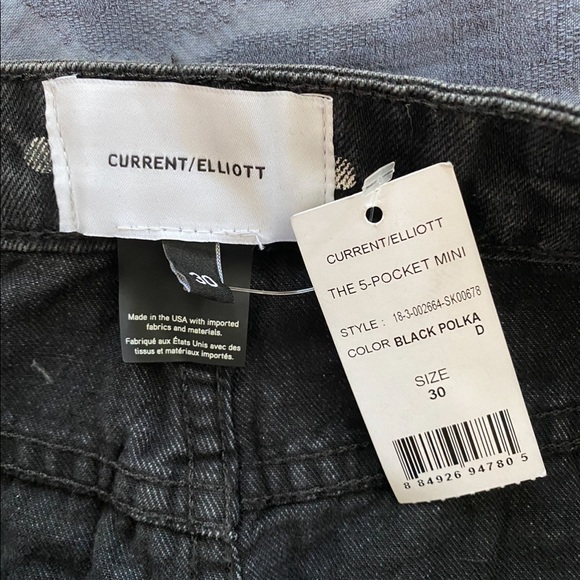 CURRENT/ELLIOTT
30
Made in the USA with imported
fabrics and materials.
Fabriqué aux États Unis avec des
tissus et matériaux importés.
CURRENT/ELLIOTT
THE 5-POCKET MINI
STYLE : 18-3-002664-SK00678
COLOR BLACK POLKA
D
SIZE
30
8 84926 94780 5